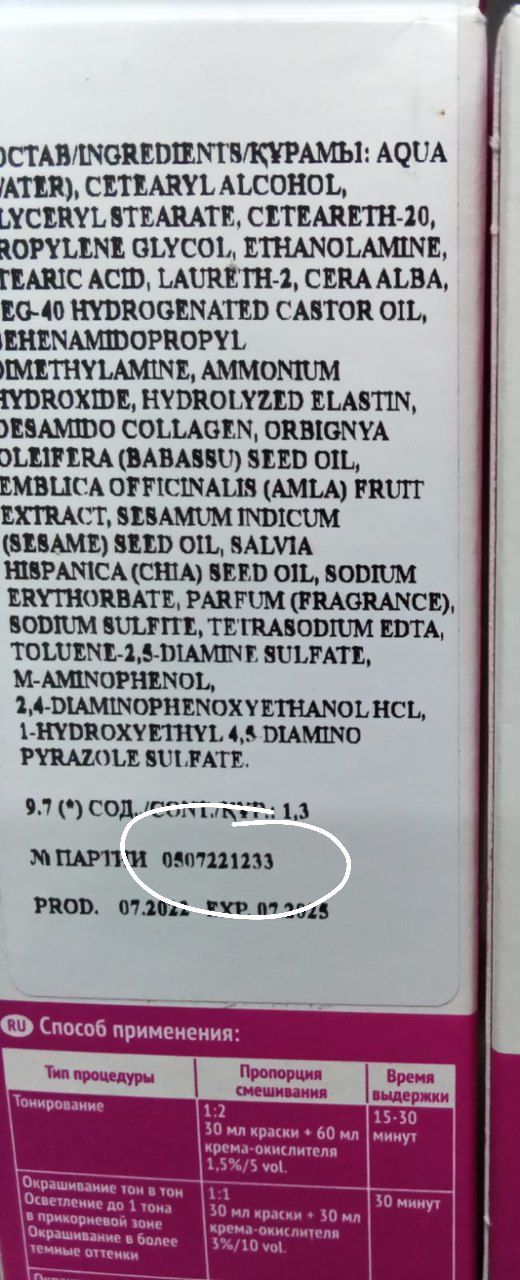 ОСТАВ/INGREDIENTS/ҚҰРАМЫ: AQUA
ATER), CETEARYL ALCOHOL,
LYCERYL STEARATE, CETEARETH-20,
ROPYLENE GLYCOL, ETHANOLAMINE,
TEARIC ACID, LAURETH-2, CERA ALBA,
EG-40 HYDROGENATED CASTOR OIL,
BEHENAMIDOPROPYL
DIMETHYLAMINE, AMMONIUM
HYDROXIDE, HYDROLYZED ELASTIN,
DESAMIDO COLLAGEN, ORBIGNYA
OLEIFERA (BABASSU) SEED OIL,
EMBLICA OFFICINALIS (AMLA) FRUIT
EXTRACT, SESAMUM INDICUM
(SESAME) SEED OIL, SALVIA
HISPANICA (CHIA) SEED OIL, SODIUM
ERYTHORBATE, PARFUM (FRAGRANCE),
SODIUM SULFITE, TETRASODIUM EDTA,
TOLUENE-2,5-DIAMINE SULFATE,
M-AMINOPHENOL,
2,4-DIAMINOPHENOXYETHANOL HCL,
1-HYDROXYETHYL 4,5 DIAMINO
PYRAZOLE SULFATE.
9.7 (*) СОД./CONT./ҚҰР.: 1,3
№ ПАРТИИ 0507221233
PROD. 07.2022 EXP. 07.2025
RU Способ применения:
Тип процедуры Пропорция смешивания Время выдержки
Тонирование 1:2 15-30
30 мл краски + 60 мл минут
крема-окислителя
1,5%/5 vol.
Окрашивание тон в тон 1:1 30 минут
Осветление до 1 тона 30 мл краски + 30 мл
в прикорневой зоне крема-окислителя
Окрашивание в более 3%/10 vol.
темные оттенки